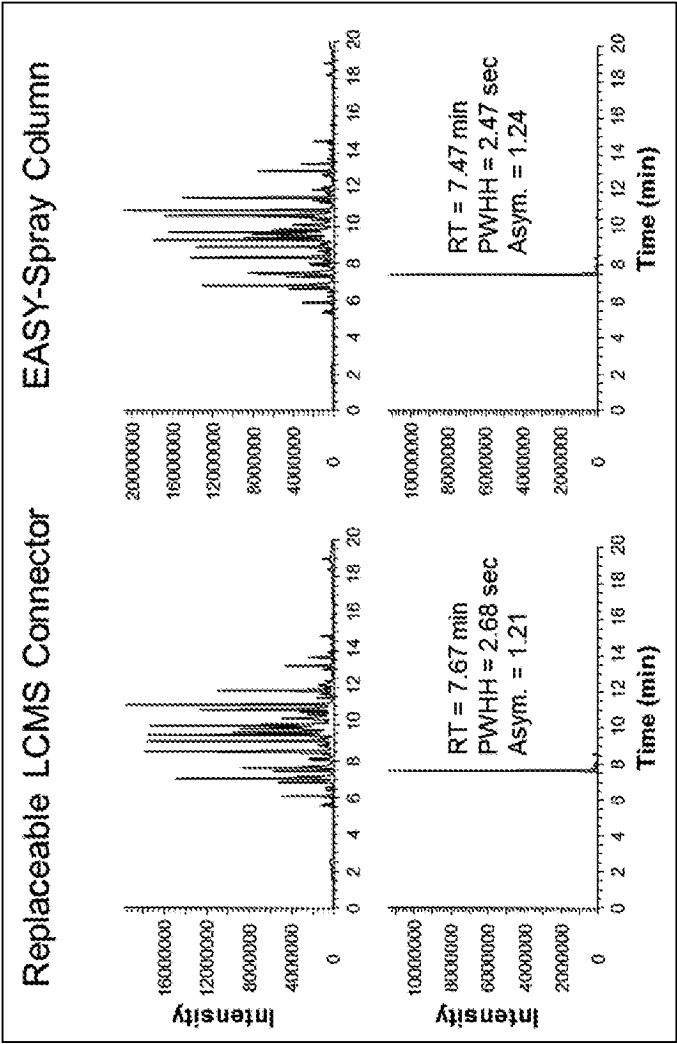 Replaceable LCMS Connector
EASY-Spray Column
Intensity
16000000
12000000
8000000
4000000
0
0 2 4 6 8 10 12 14 16 18 20
20000000
16000000
12000000
8000000
4000000
0
0 2 4 6 8 10 12 14 16 18 20
Intensity
10000000
8000000
6000000
4000000
2000000
0
RT = 7.67 min
PWHH = 2.68 sec
Asym. = 1.21
0 2 4 6 8 10 12 14 16 18 20
Time (min)
10000000
8000000
6000000
4000000
2000000
0
RT = 7.47 min
PWHH = 2.47 sec
Asym. = 1.24
0 2 4 6 8 10 12 14 16 18 20
Time (min)